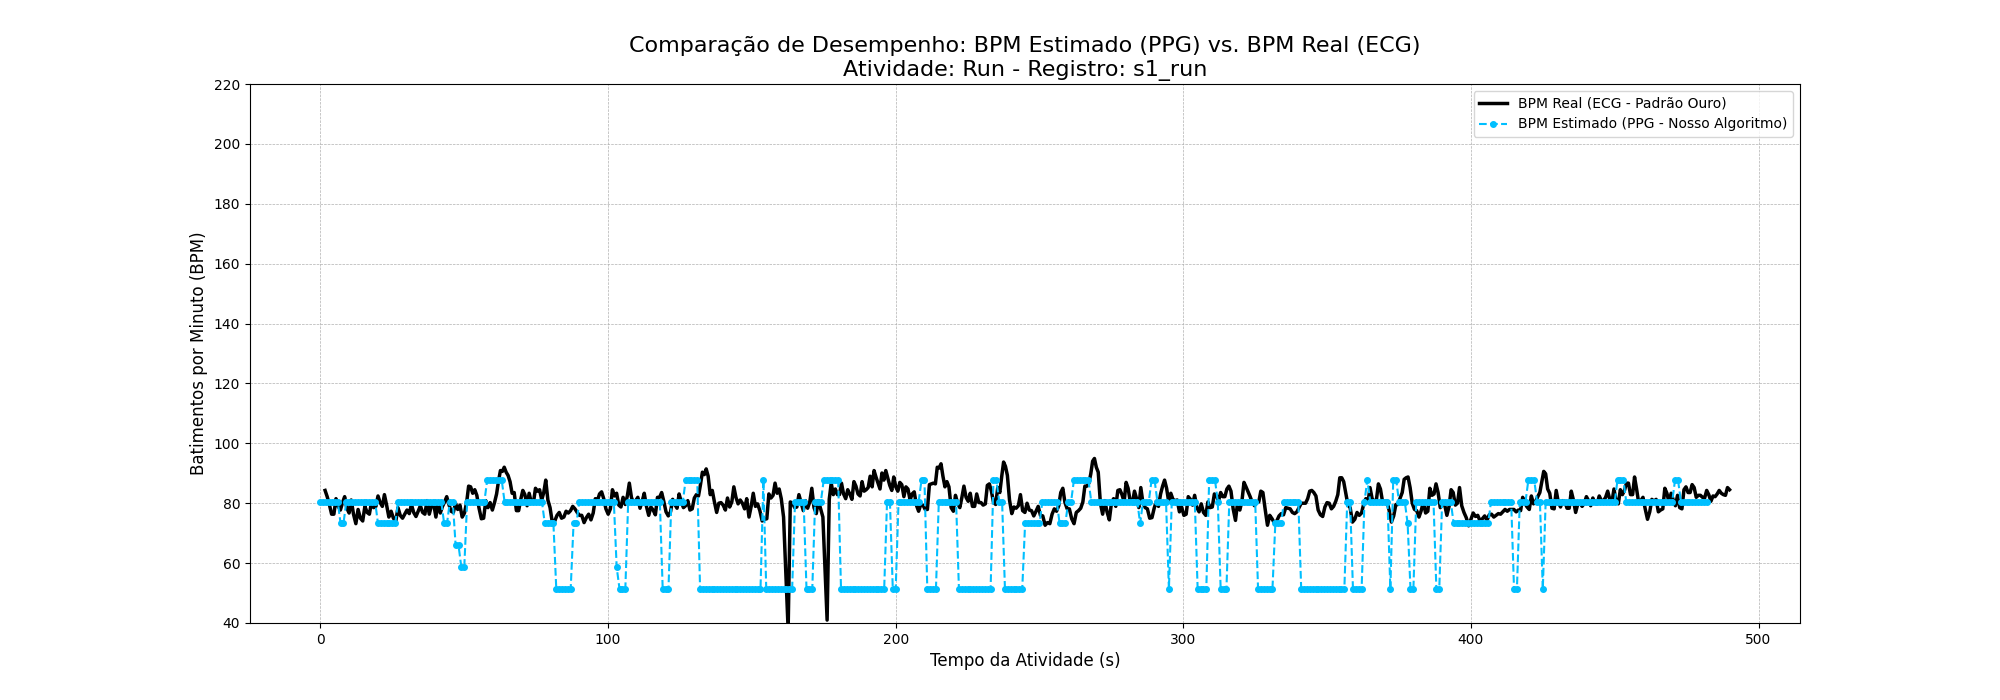 Comparação de Desempenho: BPM Estimado (PPG) vs. BPM Real (ECG)
Atividade: Run - Registro: s1_run
BPM Real (ECG - Padrão Ouro)
BPM Estimado (PPG - Nosso Algoritmo)
Batimentos por Minuto (BPM)
220
200
180
160
140
120
100
80
60
40
0 100 200 300 400 500
Tempo da Atividade (s)